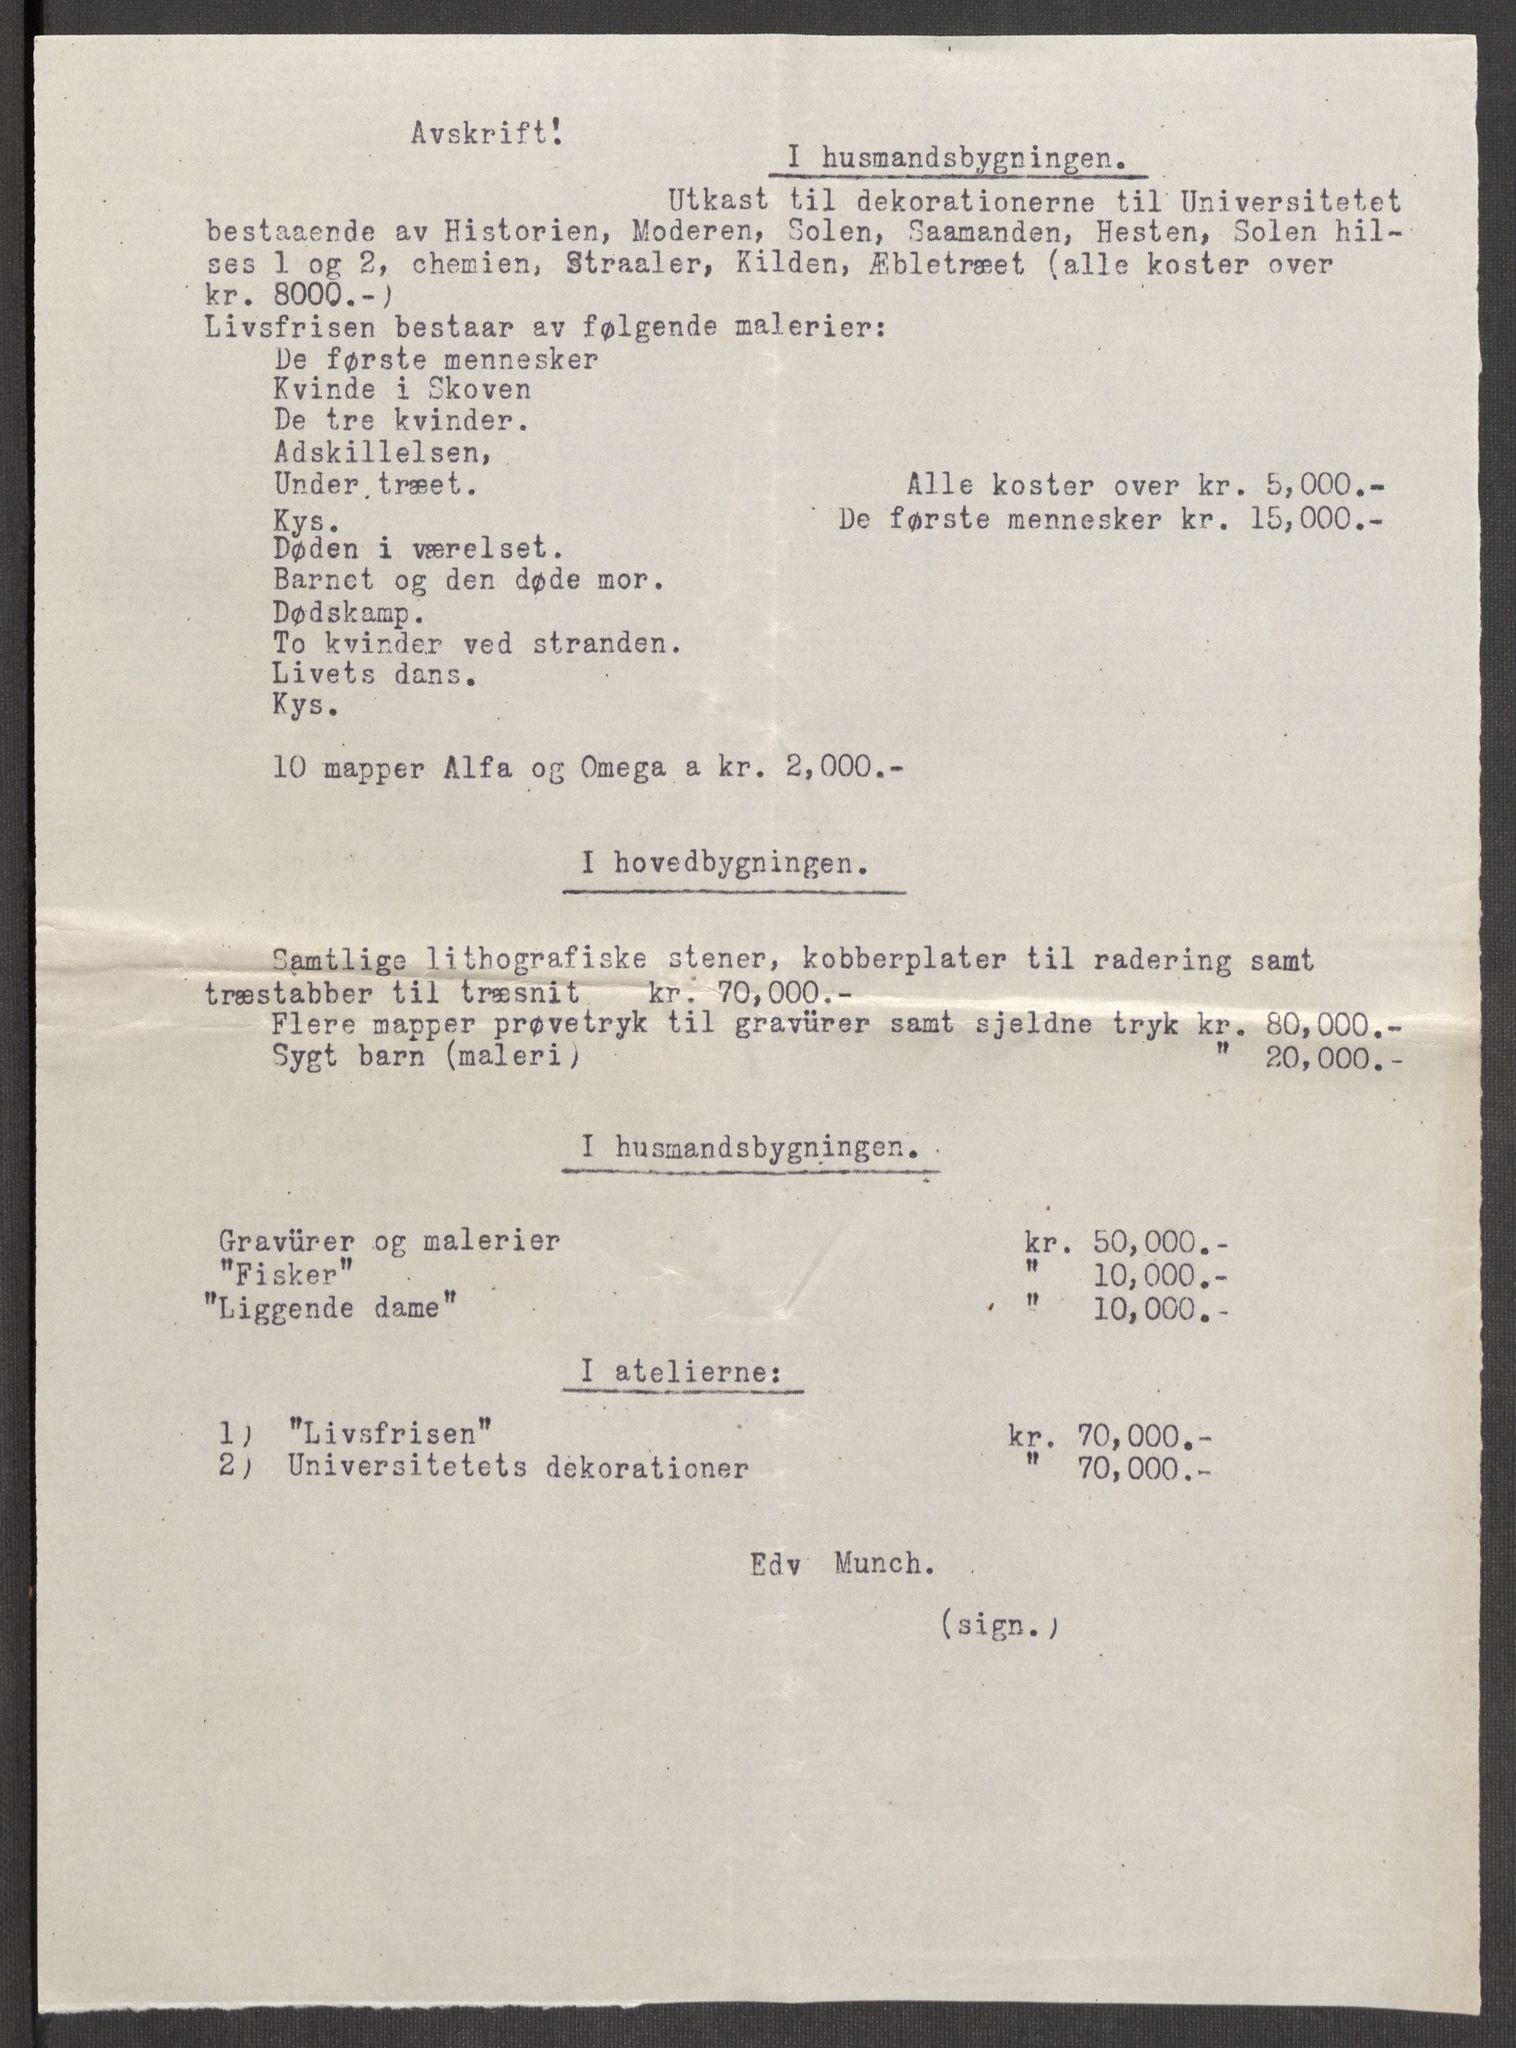 Avskrift!
I husmandsbygningen.
Utkast til dekorationerne til Universitetet
bestaaende av Historien, Moderen, Solen, Saamanden, Hesten, Solen hil-
ses 1 og 2, chemien, Straaler, Kilden, Æbletræet (alle koster over
kr. 8000.-)
Livsfrisen bestaar av følgende malerier:
De første mennesker
Kvinde i Skoven
De tre kvinder.
Adskillelsen,
Under træet. Alle koster over kr. 5,000.-
Kys. De første mennesker kr. 15,000.-
Døden i værelset.
Barnet og den døde mor.
Dødskamp.
To kvinder ved stranden.
Livets dans.
Kys.
10 mapper Alfa og Omega a kr. 2,000.-
I hovedbygningen.
Samtlige lithografiske stener, kobberplater til radering samt
træstabber til træsnit kr. 70,000.-
Flere mapper prøvetryk til gravürer samt sjeldne tryk kr. 80,000.-
Sygt barn (maleri) " 20,000.-
I husmandsbygningen.
Gravürer og malerier kr. 50,000.-
"Fisker" " 10,000.-
"Liggende dame" " 10,000.-
I atelierne:
1) "Livsfrisen" kr. 70,000.-
2) Universitetets dekorationer " 70,000.-
Edv Munch.
(sign.)